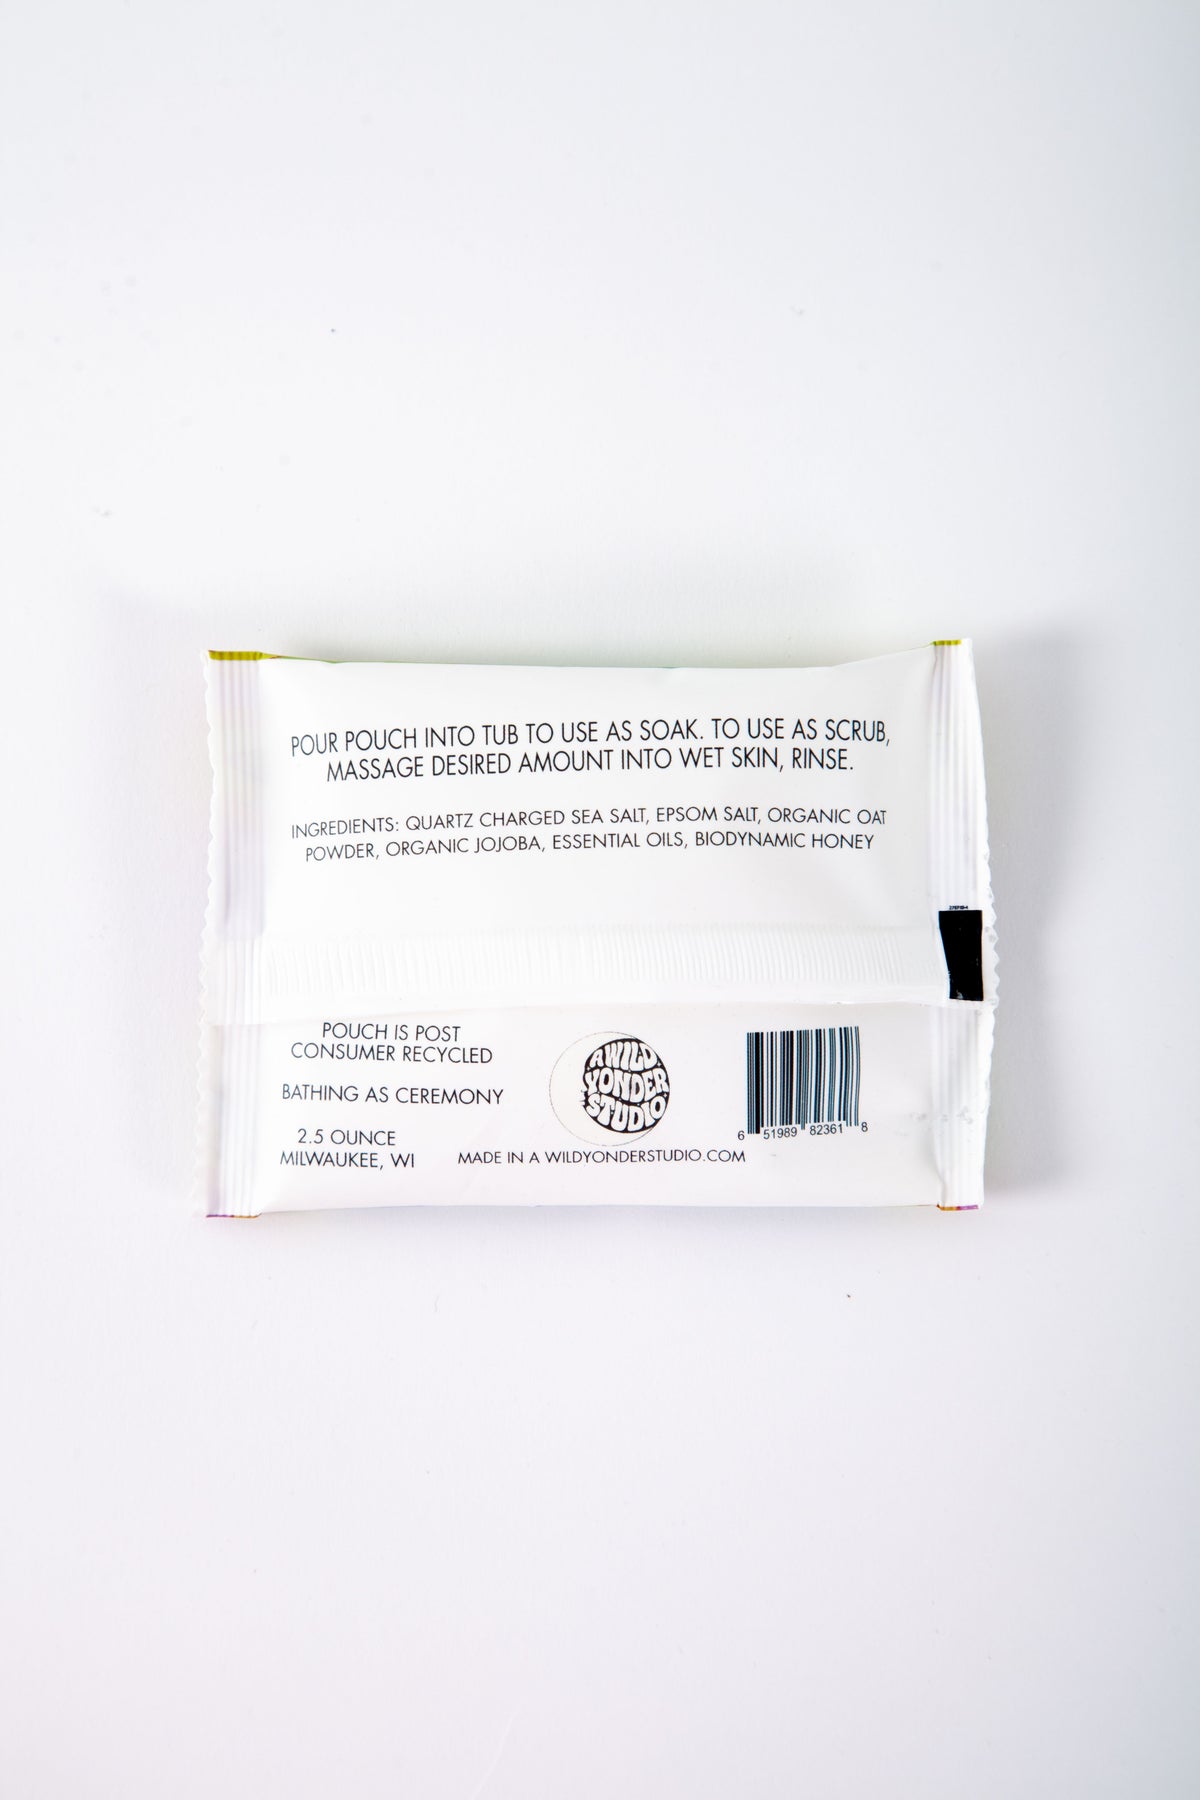 POUR POUCH INTO TUB TO USE AS SOAK. TO USE AS SCRUB,
MASSAGE DESIRED AMOUNT INTO WET SKIN, RINSE.
INGREDIENTS: QUARTZ CHARGED SEA SALT, EPSOM SALT, ORGANIC OAT
POWDER, ORGANIC JOJOBA, ESSENTIAL OILS, BIODYNAMIC HONEY
POUCH IS POST
CONSUMER RECYCLED
BATHING AS CEREMONY
2.5 OUNCE
MILWAUKEE, WI
A WILD
YONDER
STUDIO
MADE IN A WILDYONDERSTUDIO.COM
6 51989 82361 8